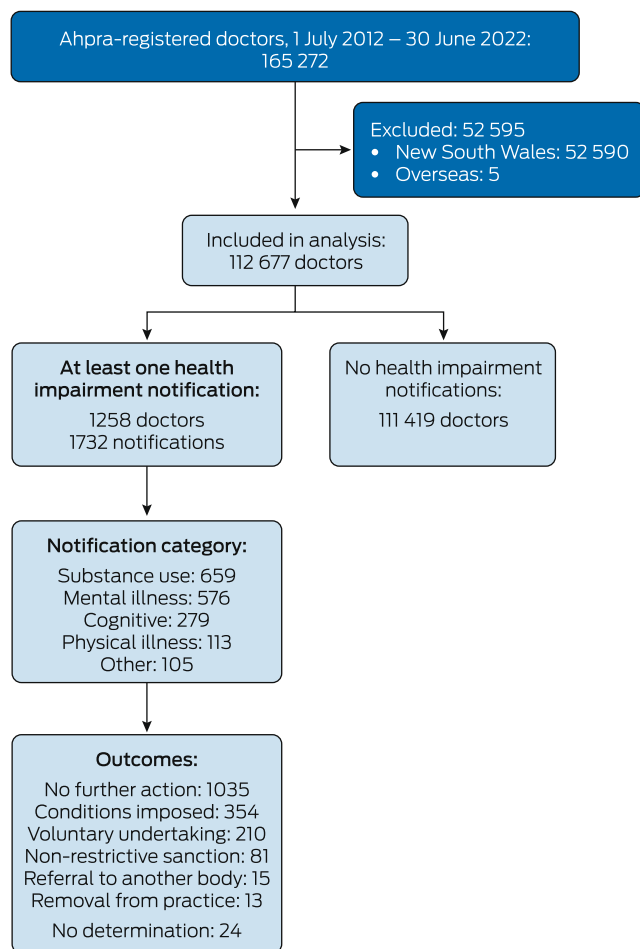 Ahpra-registered doctors, 1 July 2012 – 30 June 2022:
165 272
Excluded: 52 595
• New South Wales: 52 590
• Overseas: 5
Included in analysis:
112 677 doctors
At least one health
impairment notification:
1258 doctors
1732 notifications
No health impairment
notifications:
111 419 doctors
Notification category:
Substance use: 659
Mental illness: 576
Cognitive: 279
Physical illness: 113
Other: 105
Outcomes:
No further action: 1035
Conditions imposed: 354
Voluntary undertaking: 210
Non-restrictive sanction: 81
Referral to another body: 15
Removal from practice: 13
No determination: 24